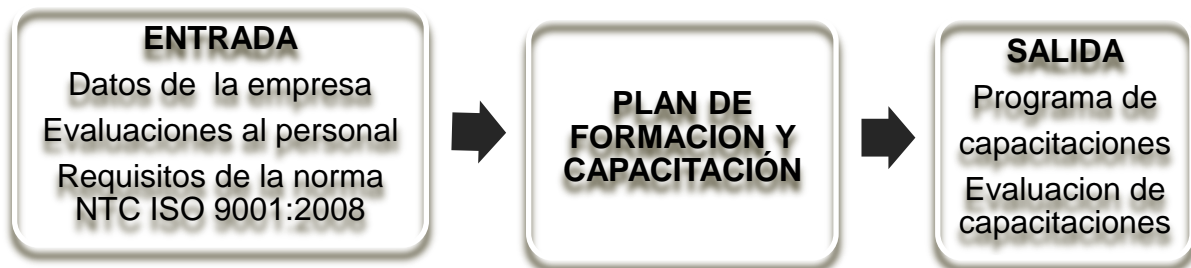 ENTRADA
Datos de la empresa
Evaluaciones al personal
Requisitos de la norma
NTC ISO 9001:2008
PLAN DE
FORMACION Y
CAPACITACIÓN
SALIDA
Programa de
capacitaciones
Evaluacion de
capacitaciones